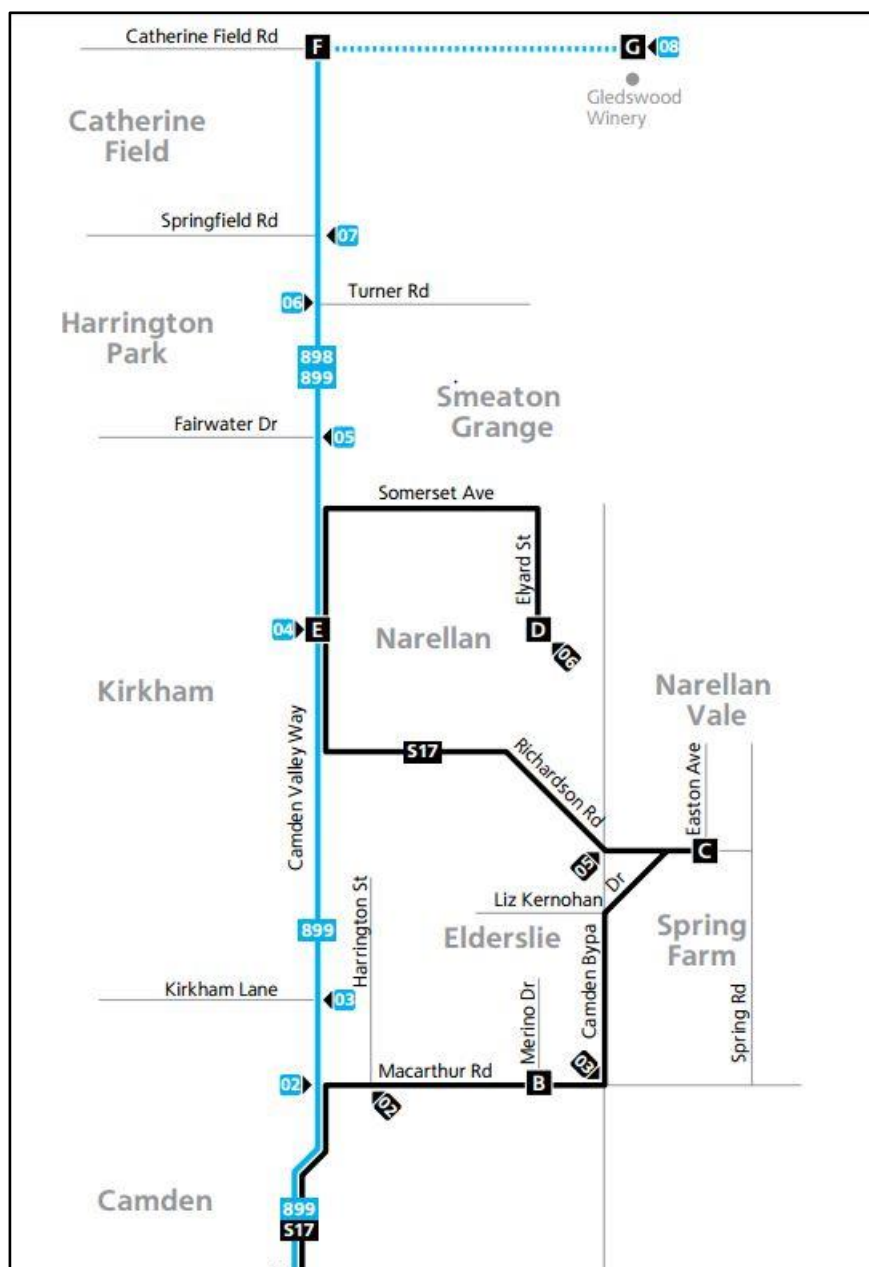 Catherine Field Rd
F
G
08
Gledswood
Winery
Catherine
Field
Springfield Rd
07
06
Turner Rd
Harrington
Park
898
899
Smeaton
Grange
Fairwater Dr
05
Somerset Ave
Elyard St
04
E
Narellan
D
06
Kirkham
Narellan
Vale
Camden Valley Way
S17
Richardson Rd
Easton Ave
05
C
Harrington St
Liz Kernohan Dr
899
Elderslie
Spring
Farm
Camden Bypa
Kirkham Lane
03
Merino Dr
Spring Rd
03
02
Macarthur Rd
B
02
Camden
899
S17